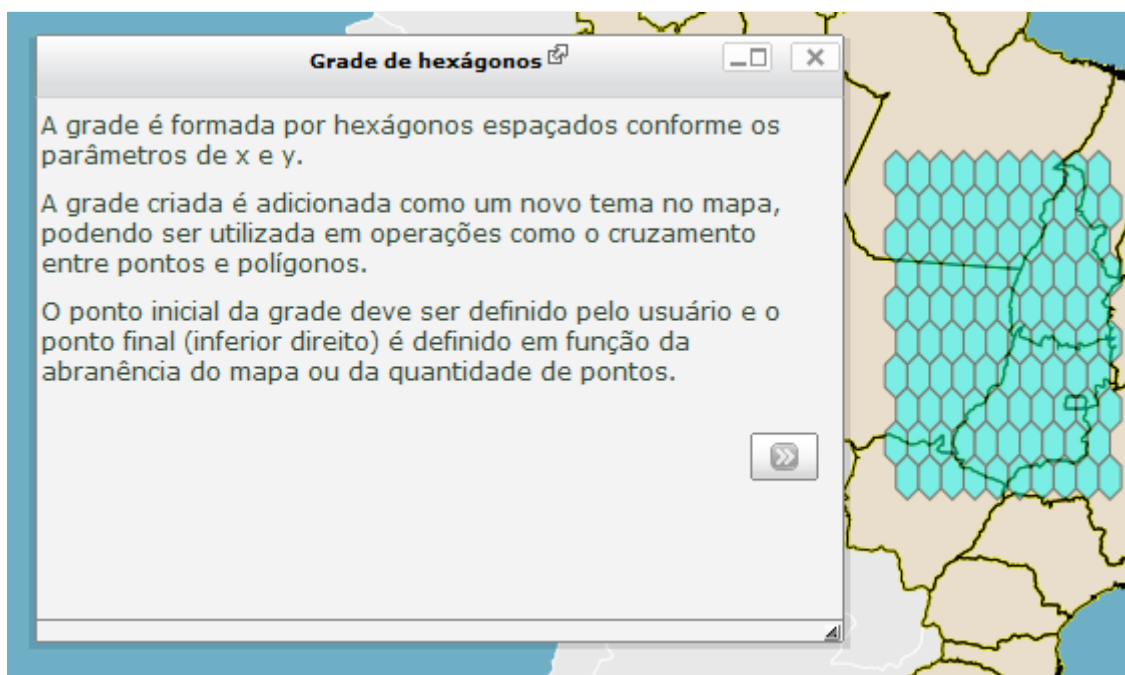 Grade de hexágonos
A grade é formada por hexágonos espaçados conforme os
parâmetros de x e y.
A grade criada é adicionada como um novo tema no mapa,
podendo ser utilizada em operações como o cruzamento
entre pontos e polígonos.
O ponto inicial da grade deve ser definido pelo usuário e o
ponto final (inferior direito) é definido em função da
abranência do mapa ou da quantidade de pontos.